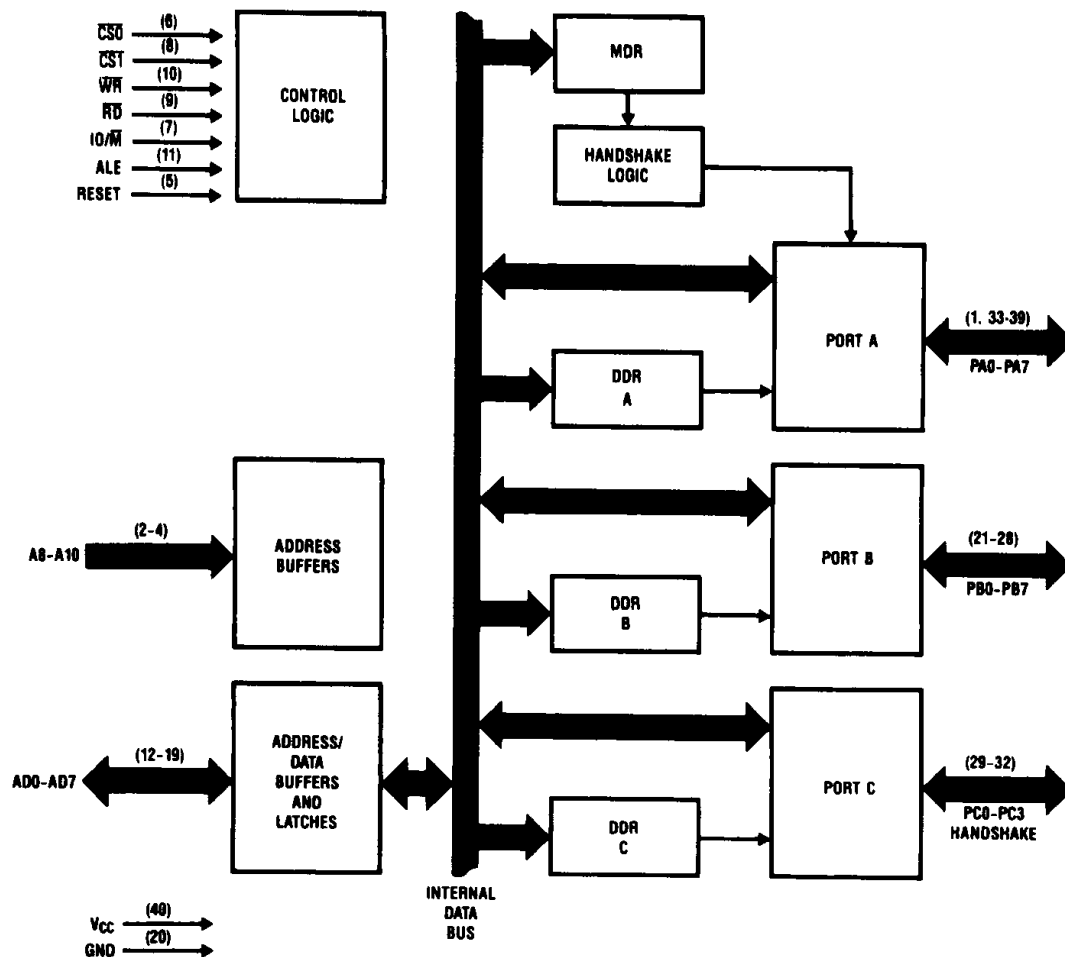 CS0 (6)
CS1 (8)
WR (10)
RD (9)
IO/M (7)
ALE (11)
RESET (5)
CONTROL
LOGIC
MDR
HANDSHAKE
LOGIC
PORT A
(1, 33-39)
PA0-PA7
DDR
A
A8-A10
(2-4)
ADDRESS
BUFFERS
PORT B
(21-28)
PB0-PB7
DDR
B
AD0-AD7
(12-19)
ADDRESS/
DATA
BUFFERS
AND
LATCHES
PORT C
(29-32)
PC0-PC3
HANDSHAKE
DDR
C
INTERNAL
DATA
BUS
VCC (40)
GND (20)